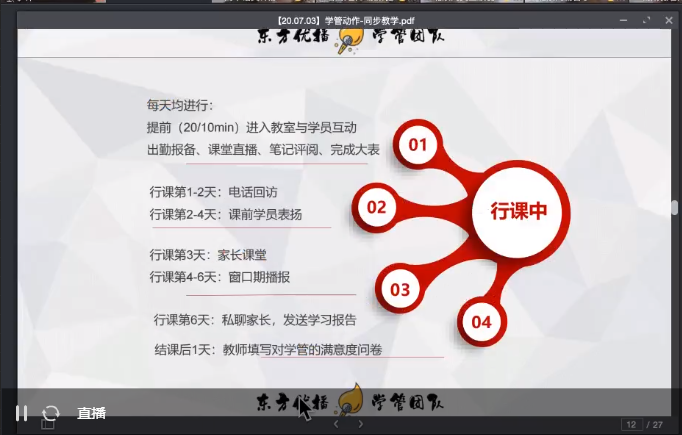 【20.07.03】学管动作-同步教学.pdf
东方优播 学管团队
每天均进行：
提前（20/10min）进入教室与学员互动
出勤报备、课堂直播、笔记评阅、完成大表
行课第1-2天：电话回访
行课第2-4天：课前学员表扬
行课第3天：家长课堂
行课第4-6天：窗口期播报
行课第6天：私聊家长，发送学习报告
结课后1天：教师填写对学管的满意度问卷
01
02
03
04
行课中
东方优播 学管团队
直播
12 / 27